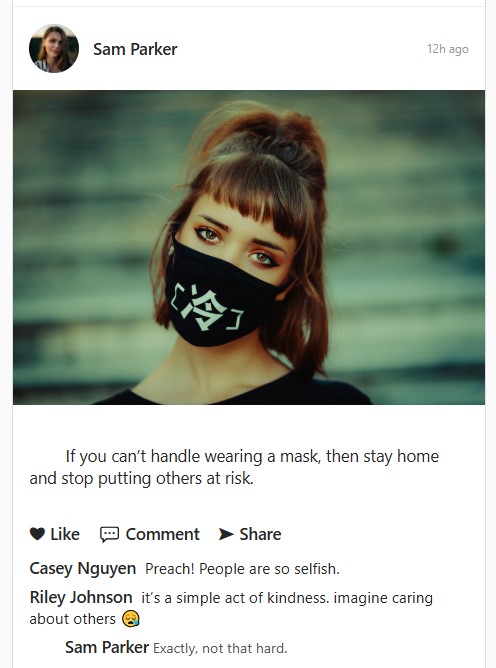 Sam Parker
12h ago
[冷]
If you can’t handle wearing a mask, then stay home
and stop putting others at risk.
Like Comment Share
Casey Nguyen Preach! People are so selfish.
Riley Johnson it’s a simple act of kindness. imagine caring
about others 😪
Sam Parker Exactly, not that hard.